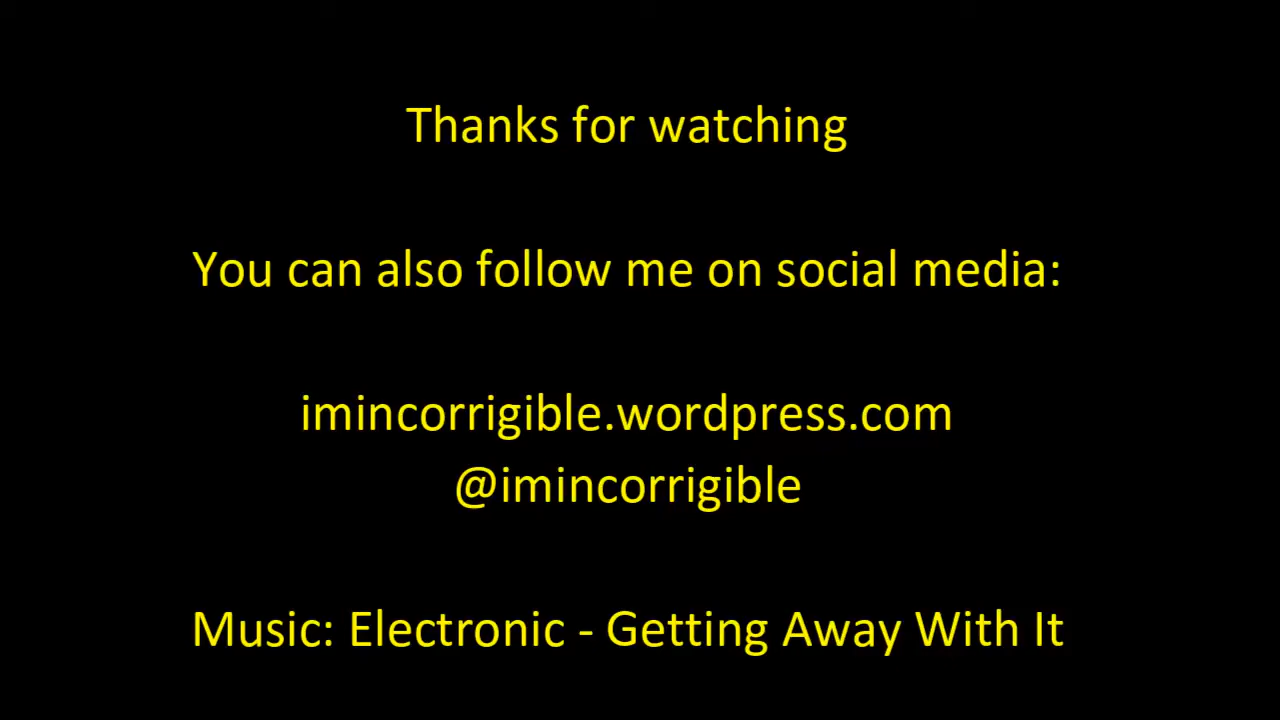 Thanks for watching
You can also follow me on social media:
imincorrigible.wordpress.com
@imincorrigible
Music: Electronic - Getting Away With It